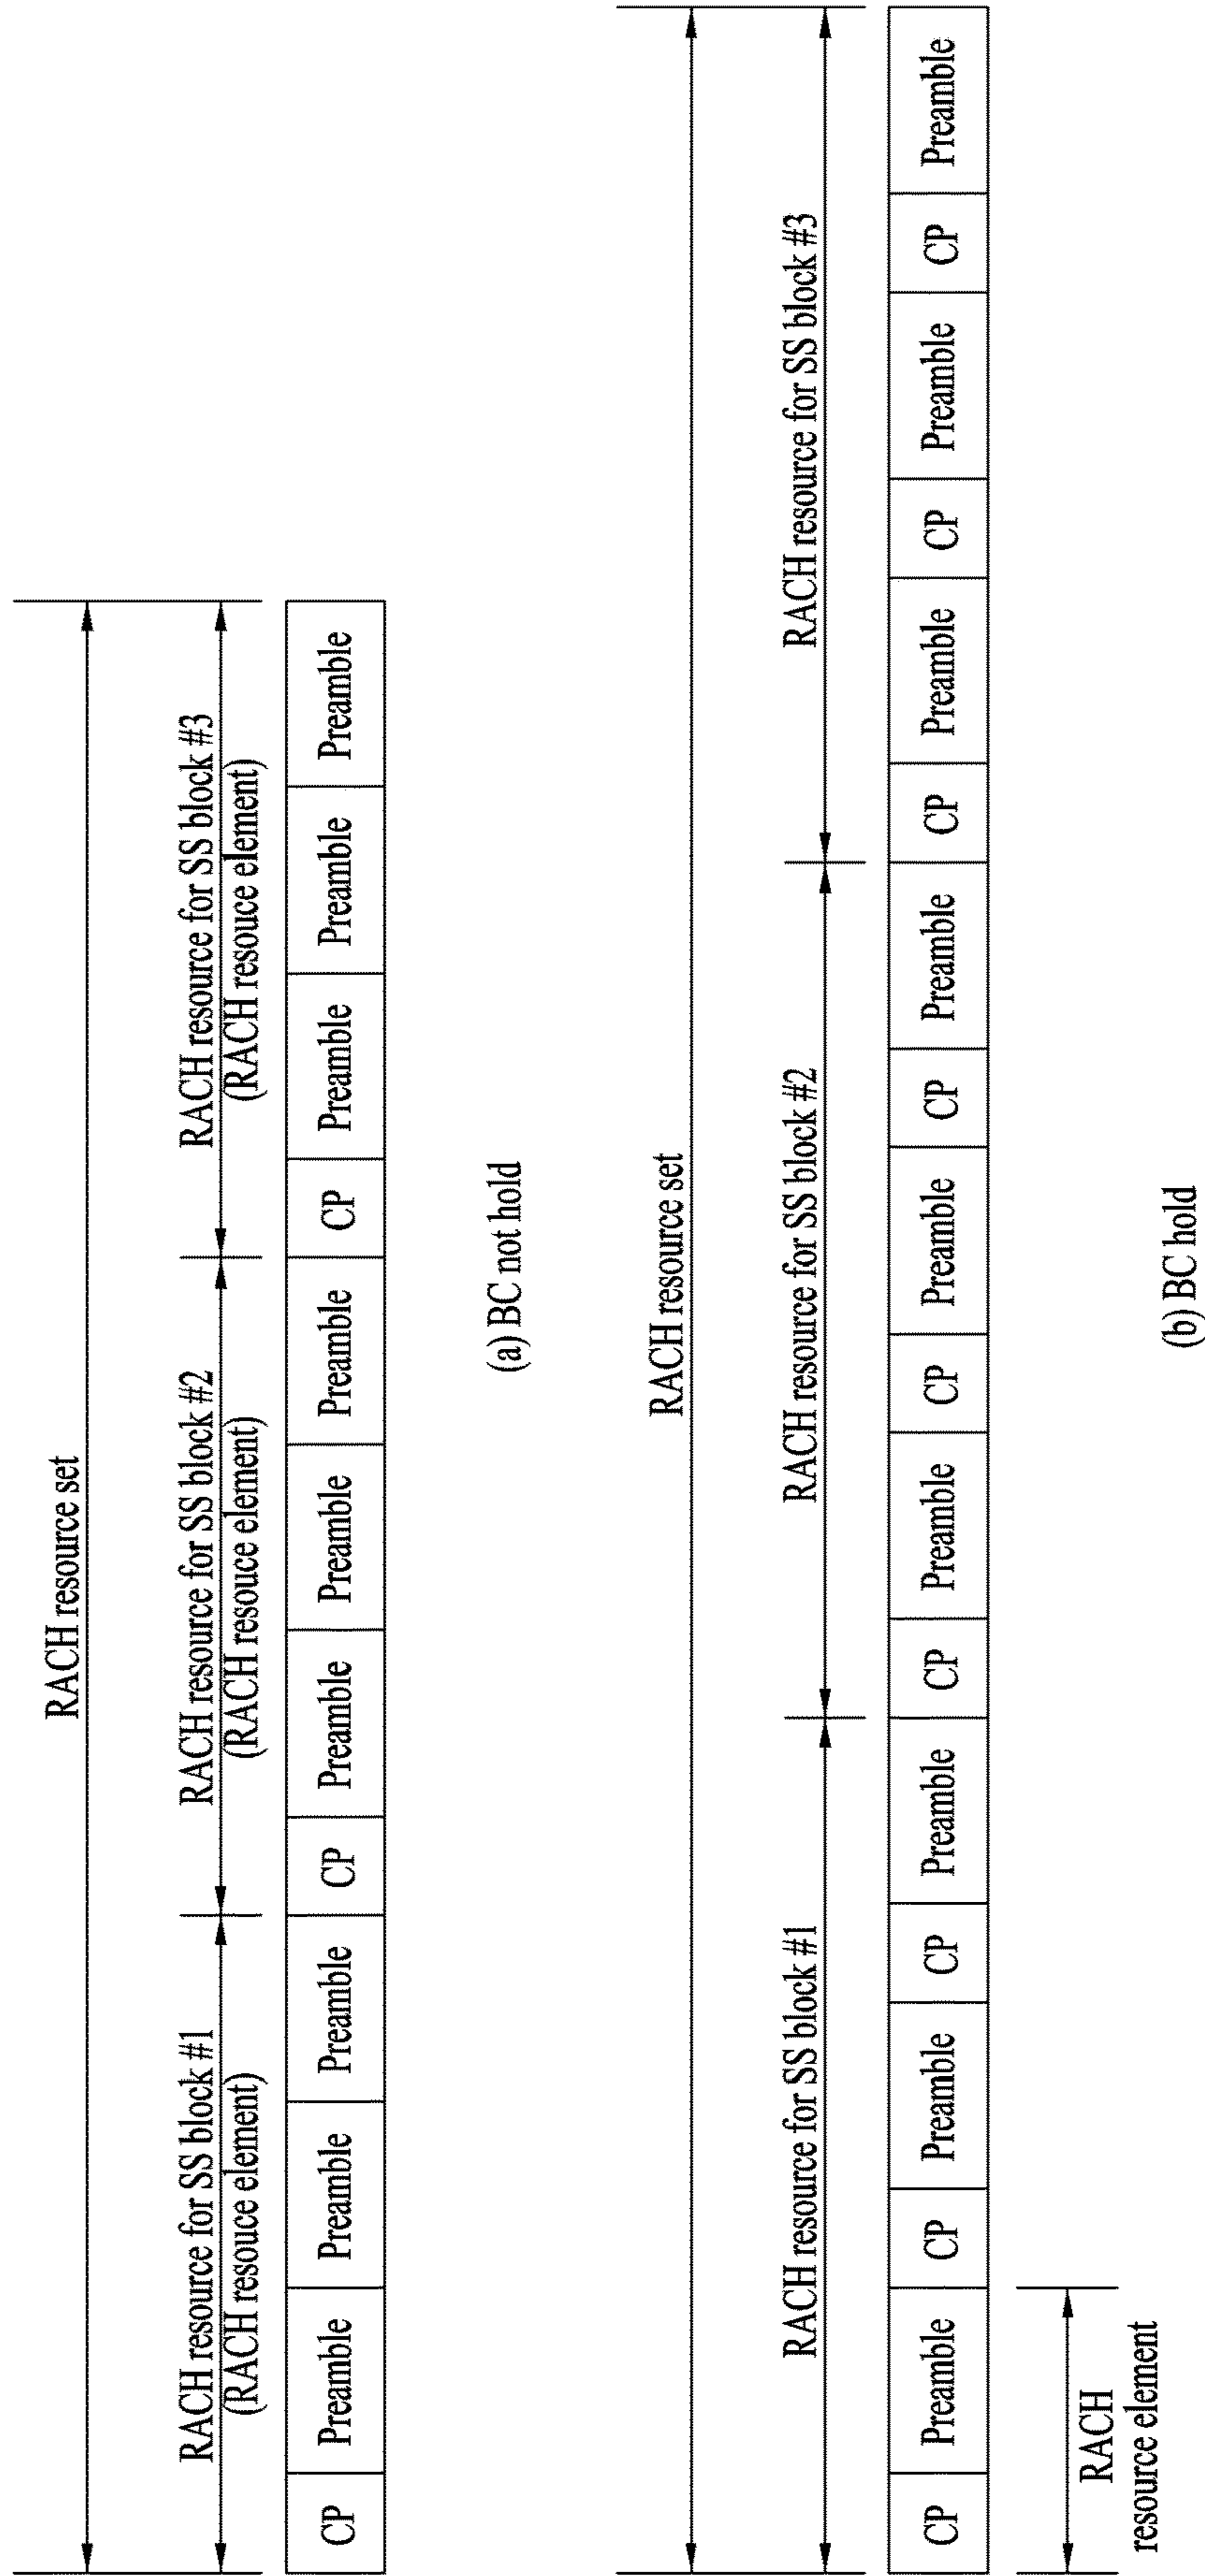 RACH resource set
RACH resource for SS block #1
(RACH resouce element)
RACH resource for SS block #2
(RACH resouce element)
RACH resource for SS block #3
(RACH resouce element)
CP
Preamble
Preamble
Preamble
CP
Preamble
Preamble
Preamble
CP
Preamble
Preamble
Preamble
(a) BC not hold
RACH resource set
RACH resource for SS block #1
RACH resource for SS block #2
RACH resource for SS block #3
CP
Preamble
CP
Preamble
CP
Preamble
CP
Preamble
CP
Preamble
CP
Preamble
CP
Preamble
CP
Preamble
CP
Preamble
RACH
resource element
(b) BC hold